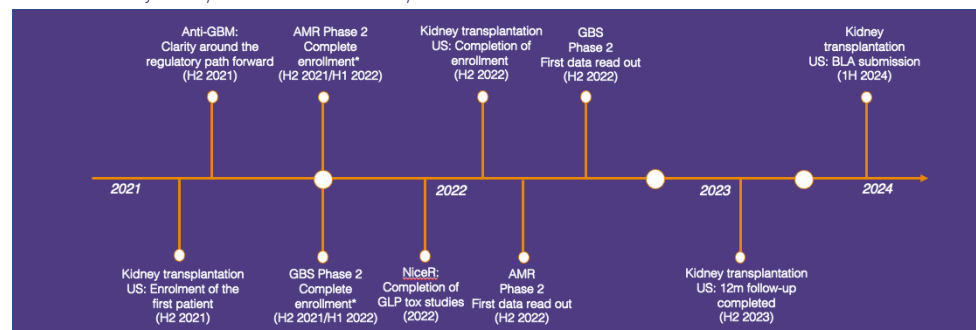 Anti-GBM:
Clarity around the
regulatory path forward
(H2 2021)
AMR Phase 2
Complete
enrollment*
(H2 2021/H1 2022)
Kidney transplantation
US: Completion of
enrollment
(H2 2022)
GBS
Phase 2
First data read out
(H2 2022)
Kidney
transplantation
US: BLA submission
(1H 2024)
2021
2022
2023
2024
Kidney transplantation
US: Enrolment of the
first patient
(H2 2021)
GBS Phase 2
Complete
enrollment*
(H2 2021/H1 2022)
NiceR:
Completion of
GLP tox studies
(2022)
AMR
Phase 2
First data read out
(H2 2022)
Kidney transplantation
US: 12m follow-up
completed
(H2 2023)